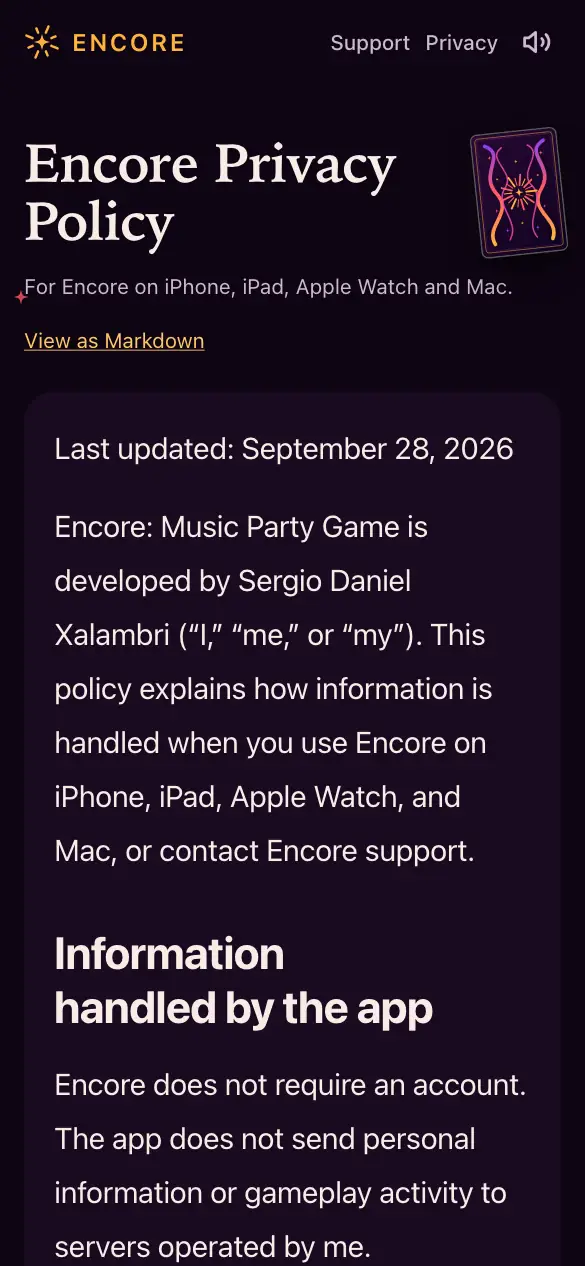 ENCORE
Support Privacy
Encore Privacy
Policy
For Encore on iPhone, iPad, Apple Watch and Mac.
View as Markdown
Last updated: September 28, 2026
Encore: Music Party Game is
developed by Sergio Daniel
Xalambri (“I,” “me,” or “my”). This
policy explains how information is
handled when you use Encore on
iPhone, iPad, Apple Watch, and
Mac, or contact Encore support.
Information
handled by the app
Encore does not require an account.
The app does not send personal
information or gameplay activity to
servers operated by me.